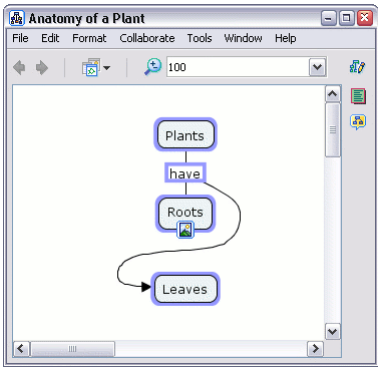 Anatomy of a Plant
File Edit Format Collaborate Tools Window Help
100
Plants
have
Roots
Leaves